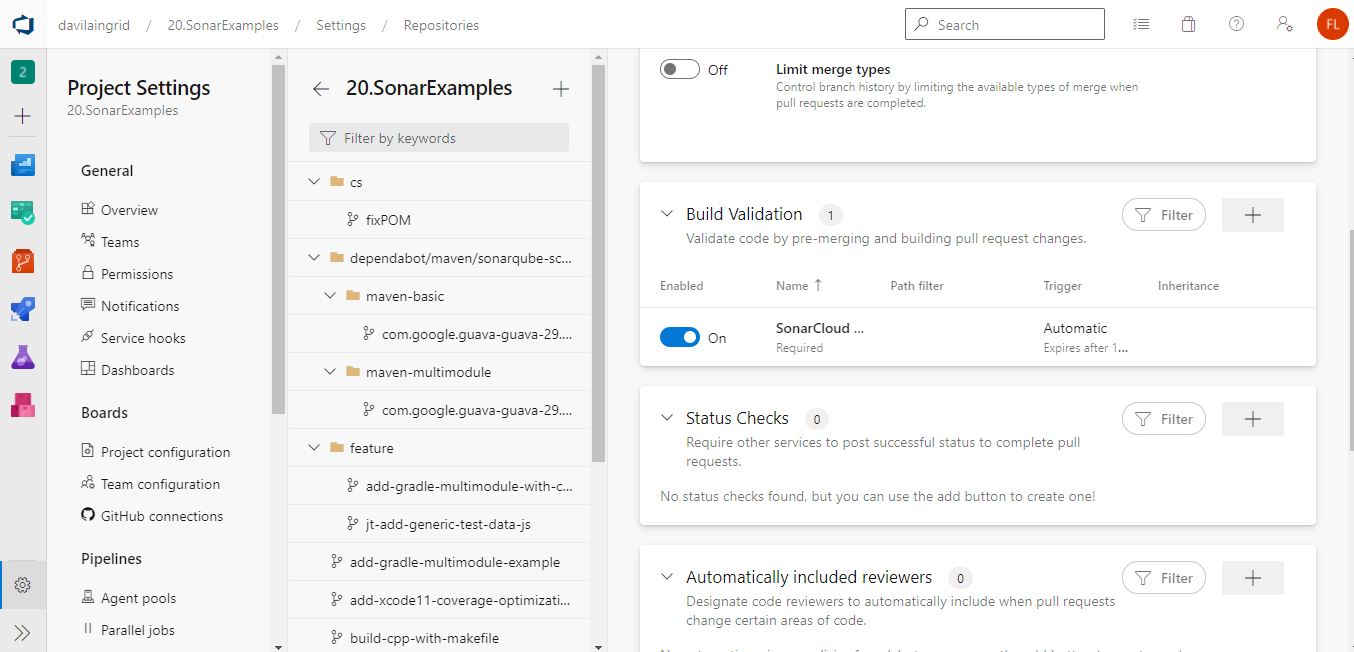 davilaingrid / 20.SonarExamples / Settings / Repositories
Search
FL
2
Project Settings
20.SonarExamples
General
Overview
Teams
Permissions
Notifications
Service hooks
Dashboards
Boards
Project configuration
Team configuration
GitHub connections
Pipelines
Agent pools
Parallel jobs
20.SonarExamples
Filter by keywords
cs
fixPOM
dependabot/maven/sonarqube-sc...
maven-basic
com.google.guava-guava-29....
maven-multimodule
com.google.guava-guava-29....
feature
add-gradle-multimodule-with-c...
jt-add-generic-test-data-js
add-gradle-multimodule-example
add-xcode11-coverage-optimizati...
build-cpp-with-makefile
Off
Limit merge types
Control branch history by limiting the available types of merge when
pull requests are completed.
Build Validation 1
Filter
Validate code by pre-merging and building pull request changes.
Enabled Name Path filter Trigger Inheritance
On SonarCloud ... Automatic
Required Expires after 1...
Status Checks 0
Filter
Require other services to post successful status to complete pull
requests.
No status checks found, but you can use the add button to create one!
Automatically included reviewers 0
Filter
Designate code reviewers to automatically include when pull requests
change certain areas of code.